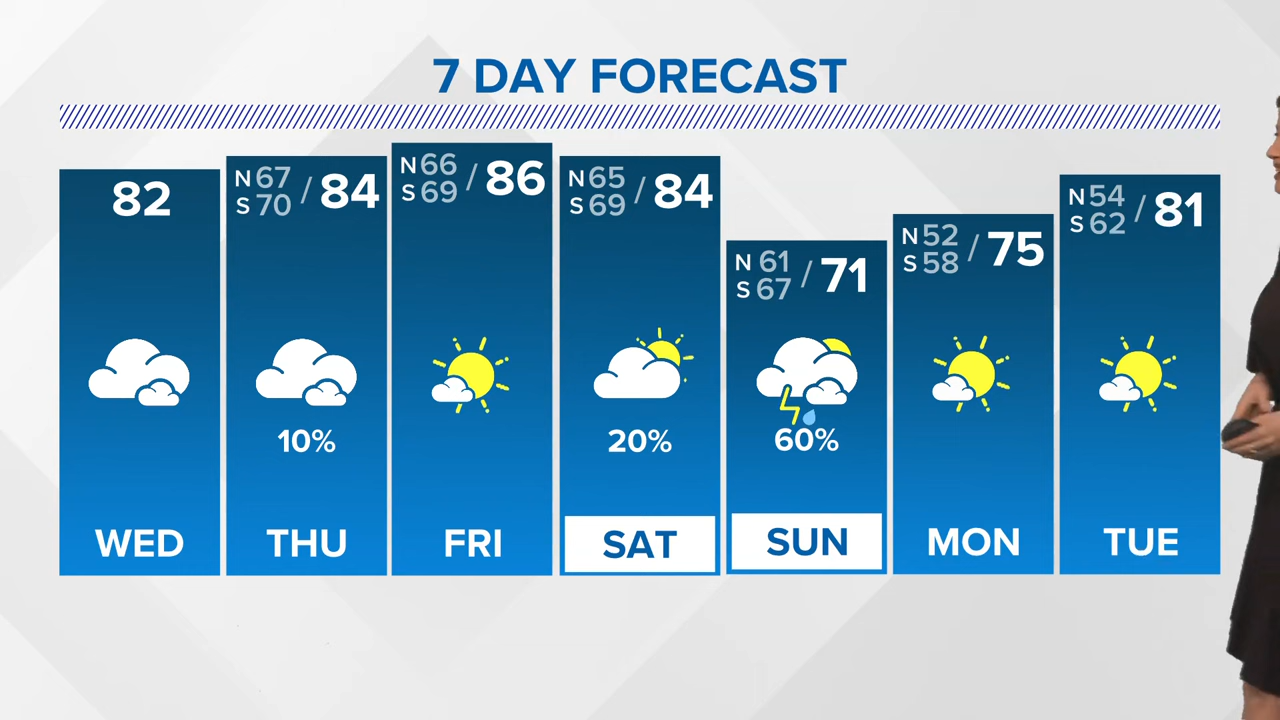 7 DAY FORECAST
82
WED
N 67
S 70 / 84
10%
THU
N 66
S 69 / 86
FRI
N 65
S 69 / 84
20%
SAT
N 61
S 67 / 71
60%
SUN
N 52
S 58 / 75
MON
N 54
S 62 / 81
TUE